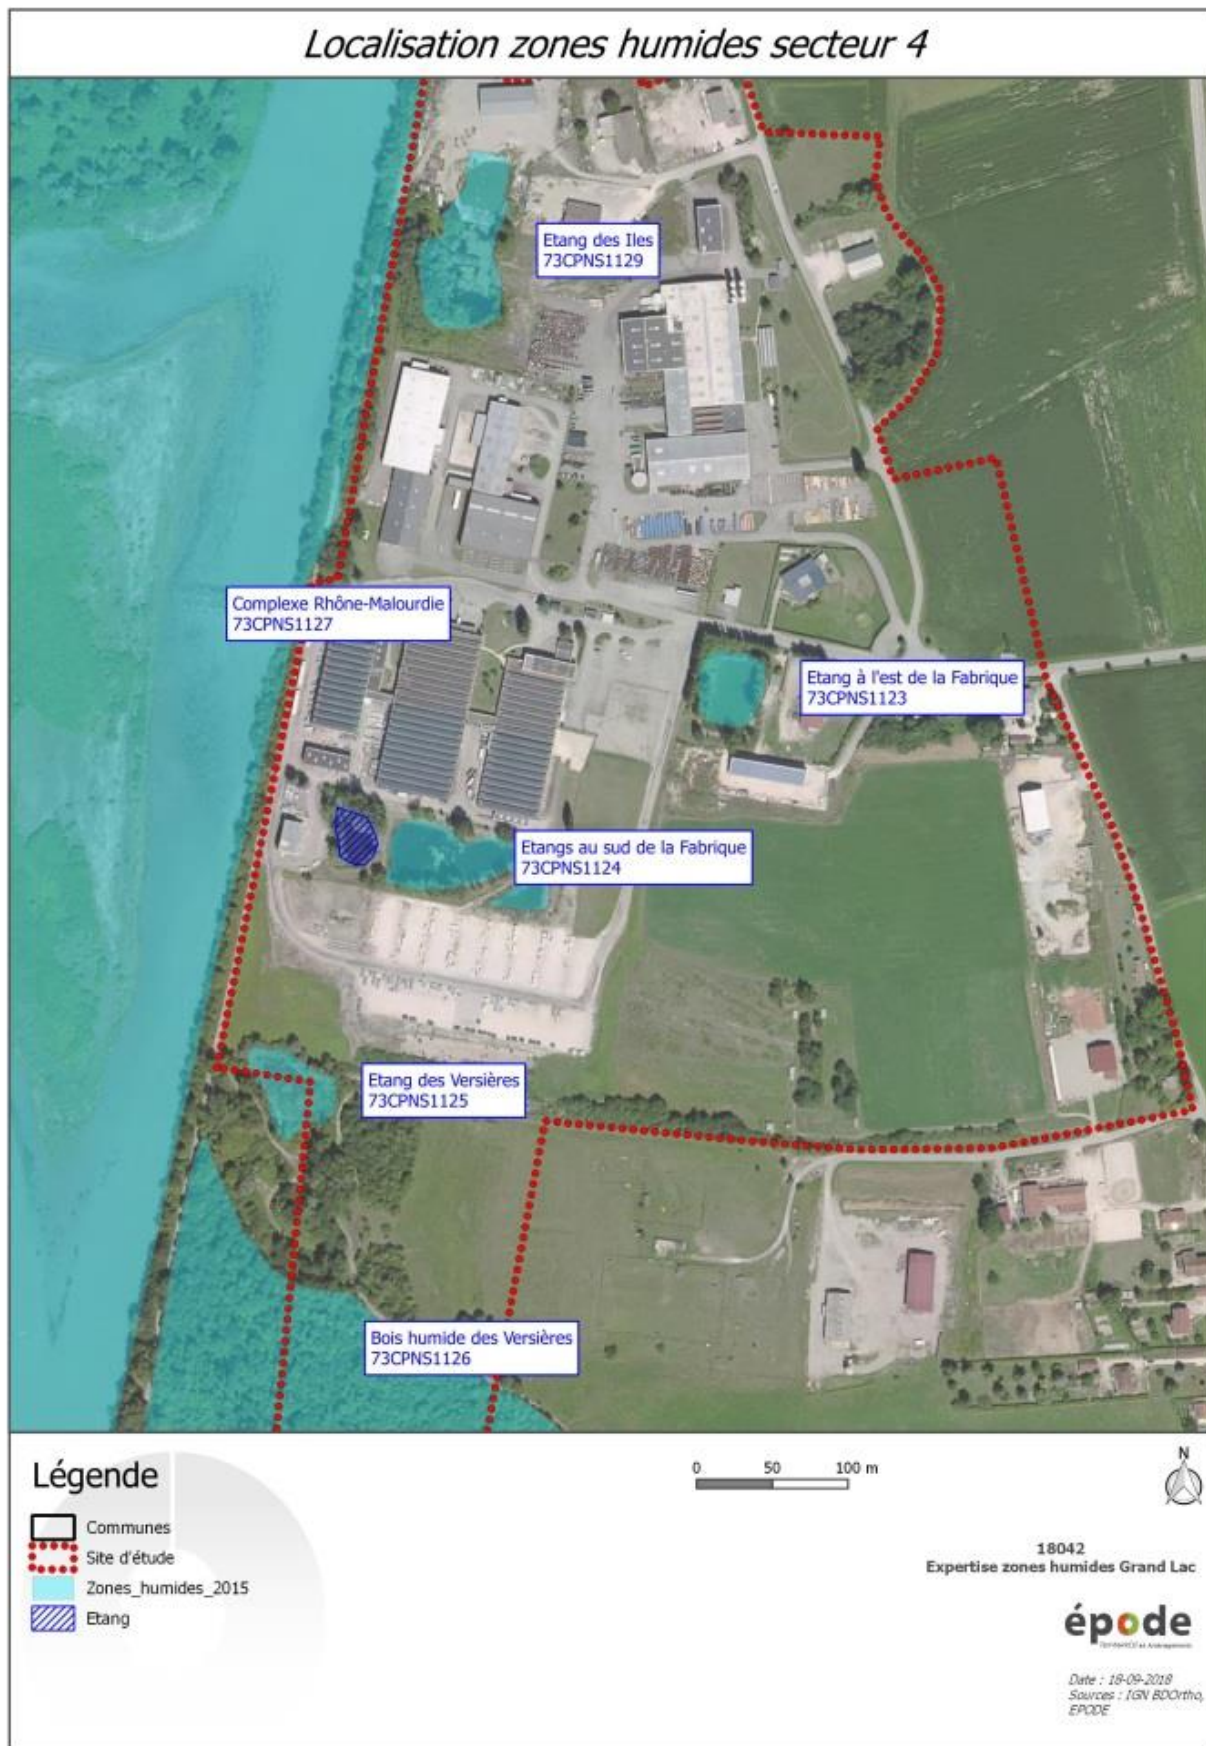 Localisation zones humides secteur 4
Etang des Iles
73CPNS1129
Complexe Rhône-Malourdie
73CPNS1127
Etang à l'est de la Fabrique
73CPNS1123
Etangs au sud de la Fabrique
73CPNS1124
Etang des Versières
73CPNS1125
Bois humide des Versières
73CPNS1126
Légende
Communes
Site d'étude
Zones_humides_2015
Etang
0 50 100 m
N
18042
Expertise zones humides Grand Lac
épode
Date : 18-09-2018
Sources : IGN BDOrtho,
EPODE